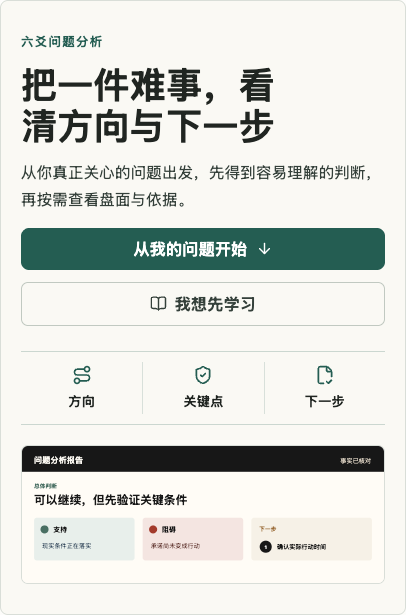 六爻问题分析
把一件难事，看
清方向与下一步
从你真正关心的问题出发，先得到容易理解的判断，
再按需查看盘面与依据。
从我的问题开始 ↓
我想先学习
方向
关键点
下一步
问题分析报告
事实已核对
总体判断
可以继续，但先验证关键条件
支持
现实条件正在落实
阻碍
承诺尚未变成行动
下一步
1 确认实际行动时间